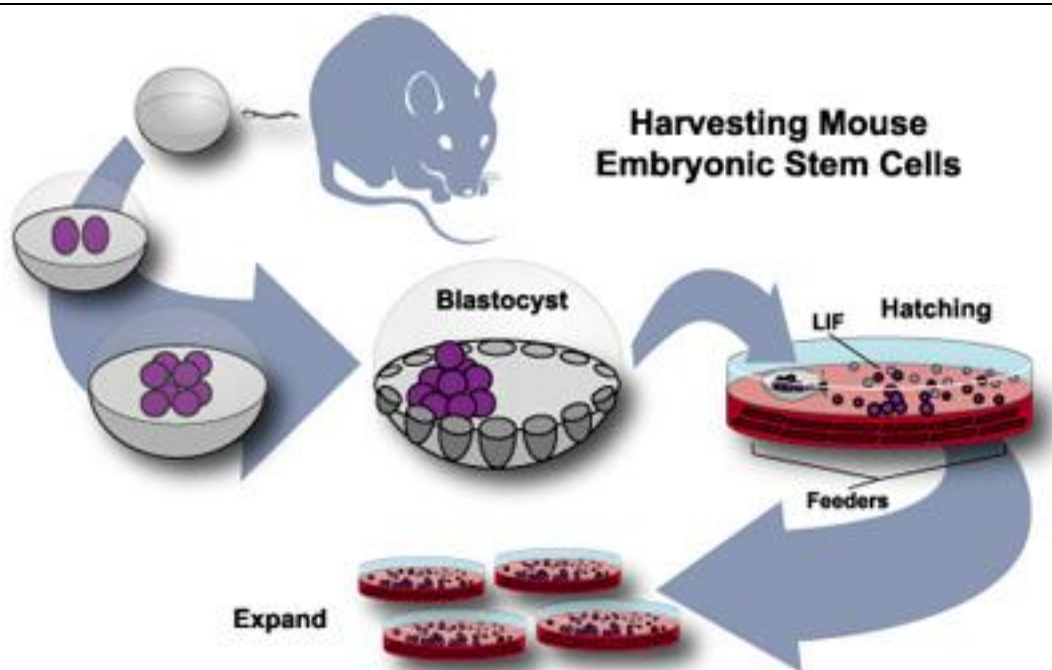 Harvesting Mouse
Embryonic Stem Cells
Blastocyst
Hatching
LIF
Feeders
Expand